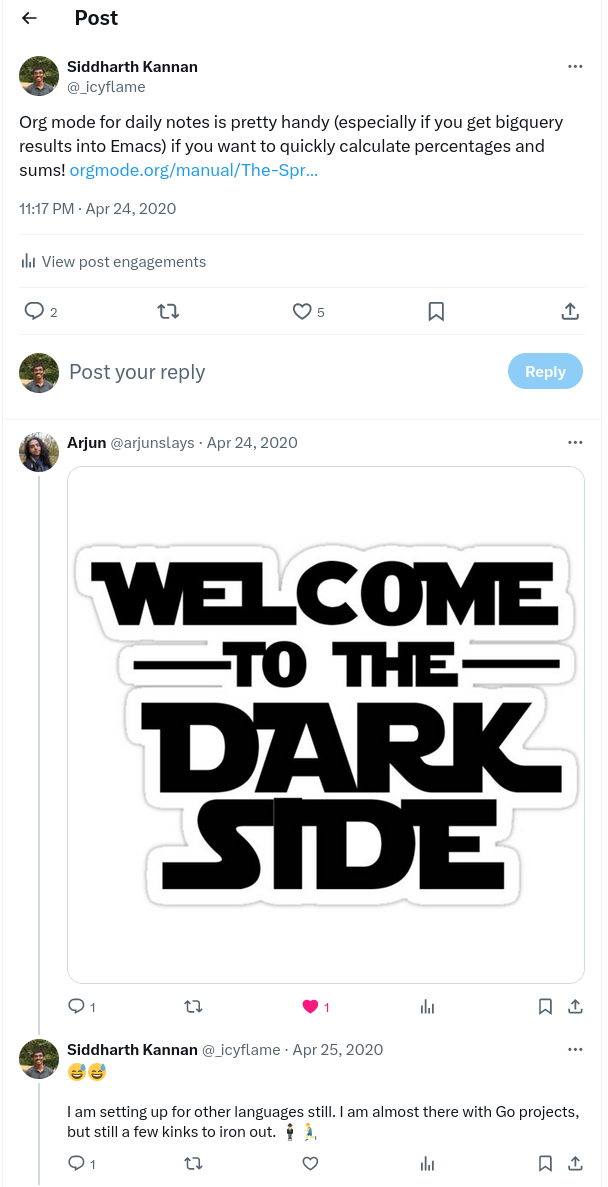 Post
Siddharth Kannan
@_icyflame
Org mode for daily notes is pretty handy (especially if you get bigquery
results into Emacs) if you want to quickly calculate percentages and
sums! orgmode.org/manual/The-Spr...
11:17 PM · Apr 24, 2020
View post engagements
2 5
Post your reply Reply
Arjun @arjunslays · Apr 24, 2020
WELCOME
TO THE
DARK
SIDE
1 1
Siddharth Kannan @_icyflame · Apr 25, 2020
😅😅
I am setting up for other languages still. I am almost there with Go projects,
but still a few kinks to iron out. 🕴️🏃
1